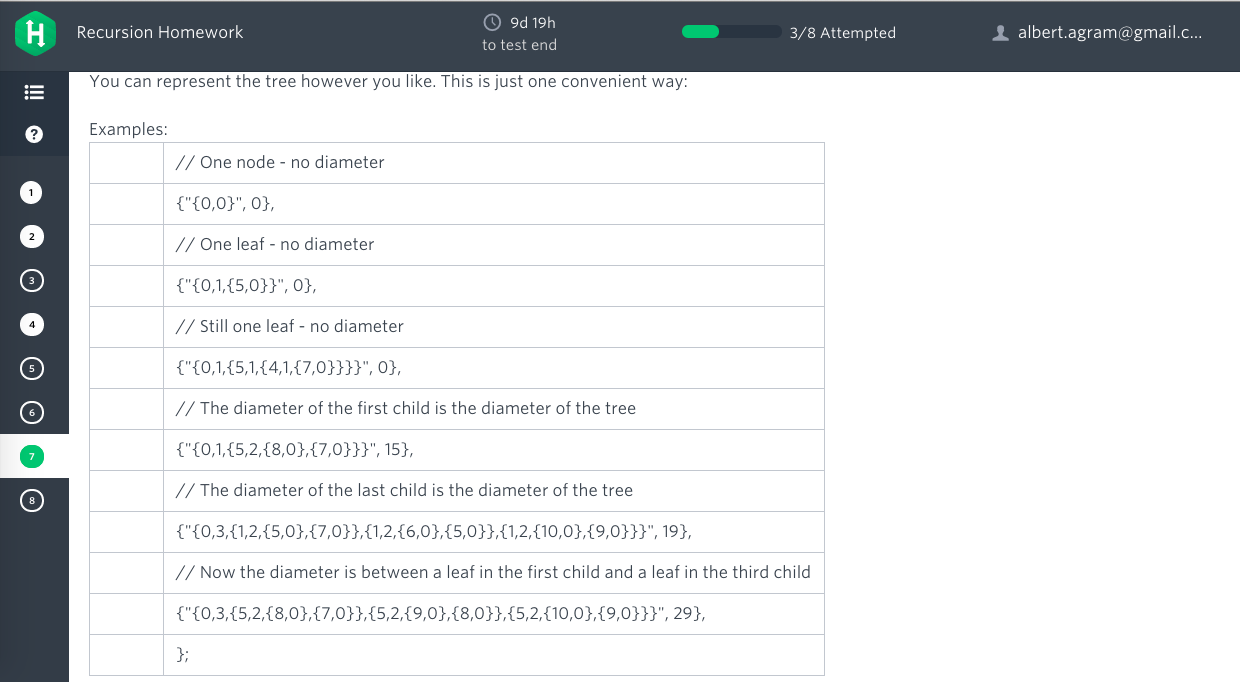 H
Recursion Homework
9d 19h
to test end
3/8 Attempted
albert.agram@gmail.c...
You can represent the tree however you like. This is just one convenient way:
Examples:
// One node - no diameter
{"{0,0}", 0},
// One leaf - no diameter
{"{0,1,{5,0}}", 0},
// Still one leaf - no diameter
{"{0,1,{5,1,{4,1,{7,0}}}}", 0},
// The diameter of the first child is the diameter of the tree
{"{0,1,{5,2,{8,0},{7,0}}}", 15},
// The diameter of the last child is the diameter of the tree
{"{0,3,{1,2,{5,0},{7,0}},{1,2,{6,0},{5,0}},{1,2,{10,0},{9,0}}}", 19},
// Now the diameter is between a leaf in the first child and a leaf in the third child
{"{0,3,{5,2,{8,0},{7,0}},{5,2,{9,0},{8,0}},{5,2,{10,0},{9,0}}}", 29},
};
?
1
2
3
4
5
6
7
8